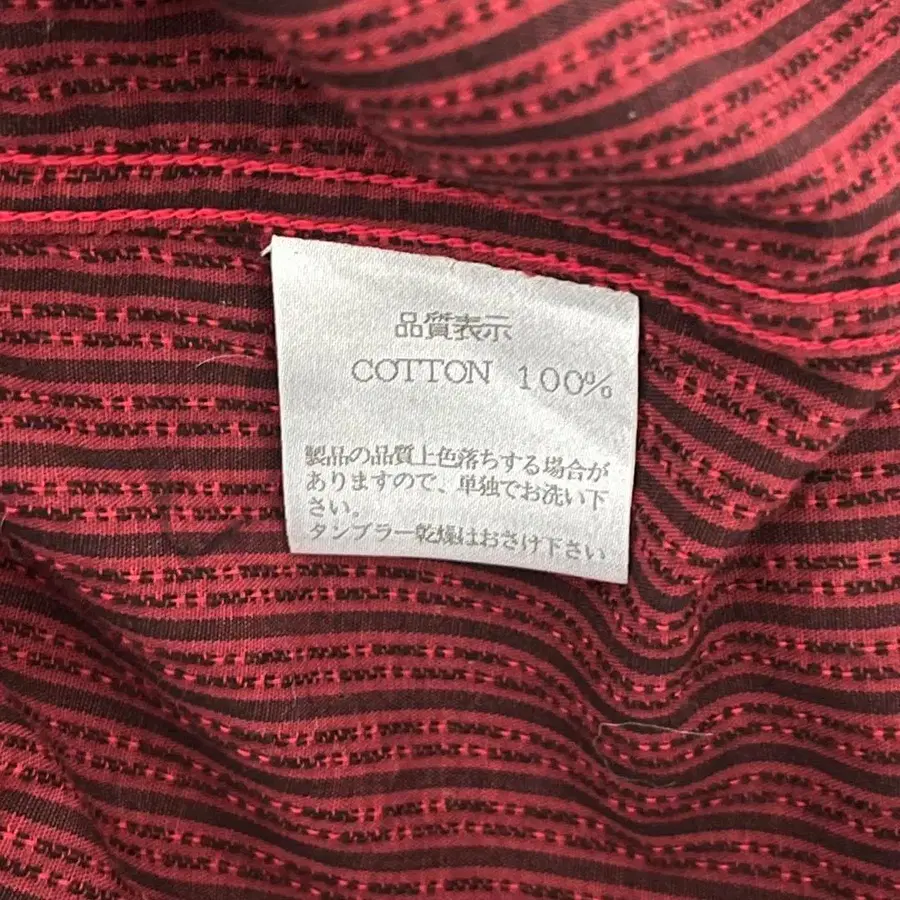 品質表示
COTTON 100%
製品の品質上色落ちする場合が
ありますので、単独でお洗い下
さい。
タンブラー乾燥はおさけ下さい